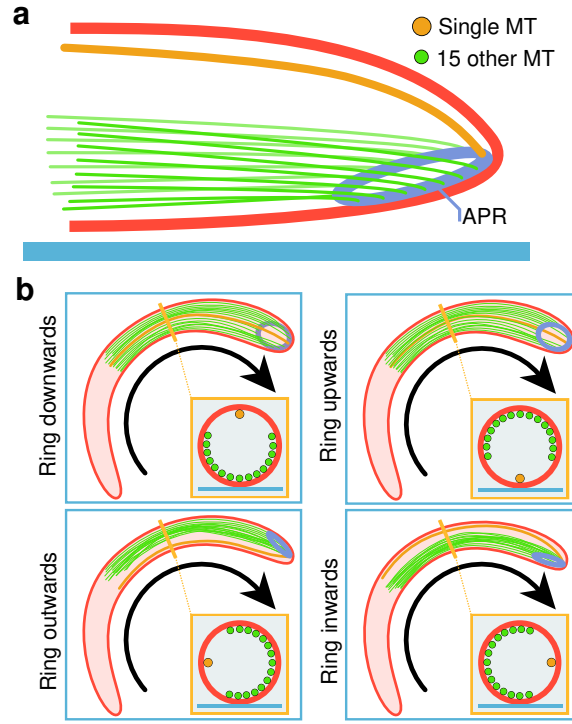 a
Single MT
15 other MT
APR
b
Ring downwards
Ring upwards
Ring outwards
Ring inwards